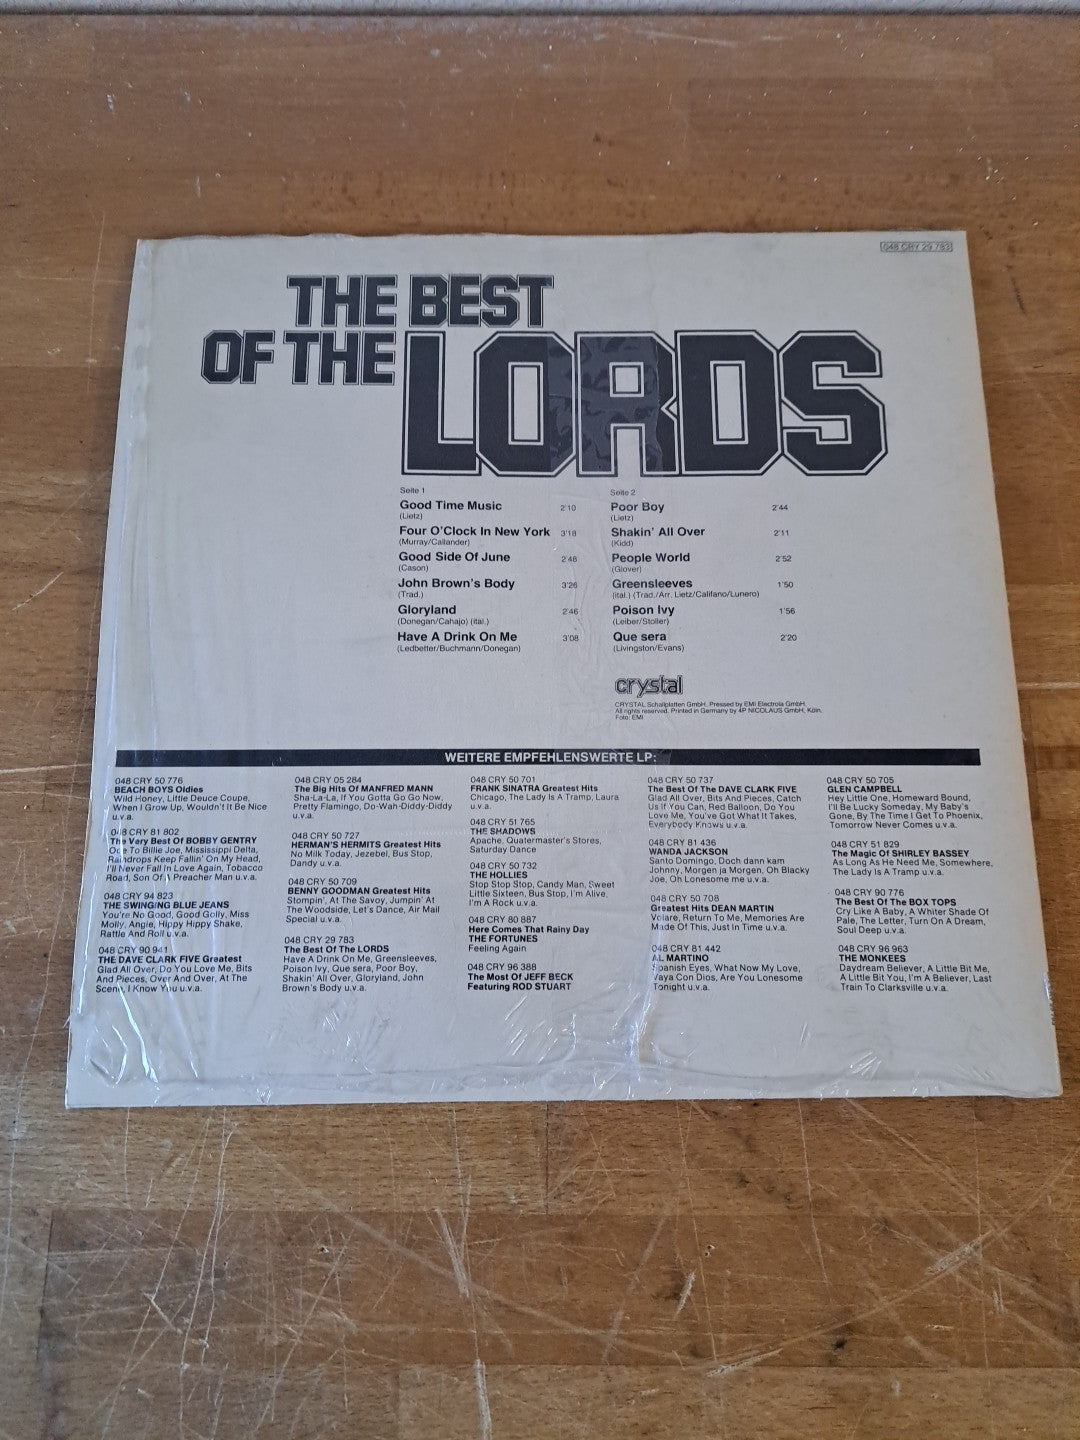 048 CRY 29 783
THE BEST
OF THE LORDS
Seite 1
Good Time Music 2'10
(Lietz)
Four O'Clock In New York 3'18
(Murray/Callander)
Good Side Of June 2'48
(Cason)
John Brown's Body 3'26
(Trad.)
Gloryland 2'46
(Donegan/Cahajo) (ital.)
Have A Drink On Me 3'08
(Ledbetter/Buchmann/Donegan)
Seite 2
Poor Boy 2'44
(Lietz)
Shakin' All Over 2'11
(Kidd)
People World 2'52
(Glover)
Greensleeves 1'50
(ital.) (Trad./Arr. Lietz/Califano/Lunero)
Poison Ivy 1'56
(Leiber/Stoller)
Que sera 2'20
(Livingston/Evans)
crystal
CRYSTAL Schallplatten GmbH. Pressed by EMI Electrola GmbH.
All rights reserved. Printed in Germany by 4P NICOLAUS GmbH, Köln.
Foto: EMI
WEITERE EMPFEHLENSWERTE LP:
048 CRY 50 776
BEACH BOYS Oldies
Wild Honey, Little Deuce Coupe,
When I Grow Up, Wouldn't It Be Nice
u.v.a.
048 CRY 81 802
The Very Best Of BOBBY GENTRY
Ode To Billie Joe, Mississippi Delta,
Raindrops Keep Fallin' On My Head,
I'll Never Fall in Love Again, Tobacco
Road, Son Of A Preacher Man u.v.a.
048 CRY 94 823
THE SWINGING BLUE JEANS
You're No Good, Good Golly, Miss
Molly, Angie, Hippy Hippy Shake,
Rattle And Roll u.v.a.
048 CRY 90 941
THE DAVE CLARK FIVE Greatest
Glad All Over, Do You Love Me, Bits
And Pieces, Over And Over, At The
Scene, I Know You u.v.a.
048 CRY 05 284
The Big Hits Of MANFRED MANN
Sha-La-La, If You Gotta Go Go Now,
Pretty Flamingo, Do-Wah-Diddy-Diddy
u.v.a.
048 CRY 50 727
HERMAN'S HERMITS Greatest Hits
No Milk Today, Jezebel, Bus Stop,
Dandy u.v.a.
048 CRY 50 709
BENNY GOODMAN Greatest Hits
Stompin', At The Savoy, Jumpin' At
The Woodside, Let's Dance, Air Mail
Special u.v.a.
048 CRY 29 783
The Best Of The LORDS
Have A Drink On Me, Greensleeves,
Poison Ivy, Que sera, Poor Boy,
Shakin' All Over, Gloryland, John
Brown's Body u.v.a.
048 CRY 50 701
FRANK SINATRA Greatest Hits
Chicago, The Lady Is A Tramp, Laura
u.v.a.
048 CRY 51 765
THE SHADOWS
Apache, Quatermaster's Stores,
Saturday Dance
048 CRY 50 732
THE HOLLIES
Stop Stop Stop, Candy Man, Sweet
Little Sixteen, Bus Stop, I'm Alive,
I'm A Rock u.v.a.
048 CRY 80 887
Here Comes That Rainy Day
THE FORTUNES
Feeling Again
048 CRY 96 388
The Most Of JEFF BECK
Featuring ROD STUART
048 CRY 50 737
The Best Of The DAVE CLARK FIVE
Glad All Over, Bits And Pieces, Catch
Us If You Can, Red Balloon, Do You
Love Me, You've Got What It Takes,
Everybody Knows u.v.a.
048 CRY 81 436
WANDA JACKSON
Santo Domingo, Doch dann kam
Johnny, Morgen ja Morgen, Oh Blacky
Joe, Oh Lonesome me u.v.a.
048 CRY 50 708
Greatest Hits DEAN MARTIN
Volare, Return To Me, Memories Are
Made Of This, Just In Time u.v.a.
048 CRY 81 442
AL MARTINO
Spanish Eyes, What Now My Love,
Vaya Con Dios, Are You Lonesome
Tonight u.v.a.
048 CRY 50 705
GLEN CAMPBELL
Hey Little One, Homeward Bound,
I'll Be Lucky Someday, My Baby's
Gone, By The Time I Get To Phoenix,
Tomorrow Never Comes u.v.a.
048 CRY 51 829
The Magic Of SHIRLEY BASSEY
As Long As He Need Me, Somewhere,
The Lady Is A Tramp u.v.a.
048 CRY 90 776
The Best Of The BOX TOPS
Cry Like A Baby, A Whiter Shade Of
Pale, The Letter, Turn On A Dream,
Soul Deep u.v.a.
048 CRY 96 963
THE MONKEES
Daydream Believer, A Little Bit Me,
A Little Bit You, I'm A Believer, Last
Train To Clarksville u.v.a.